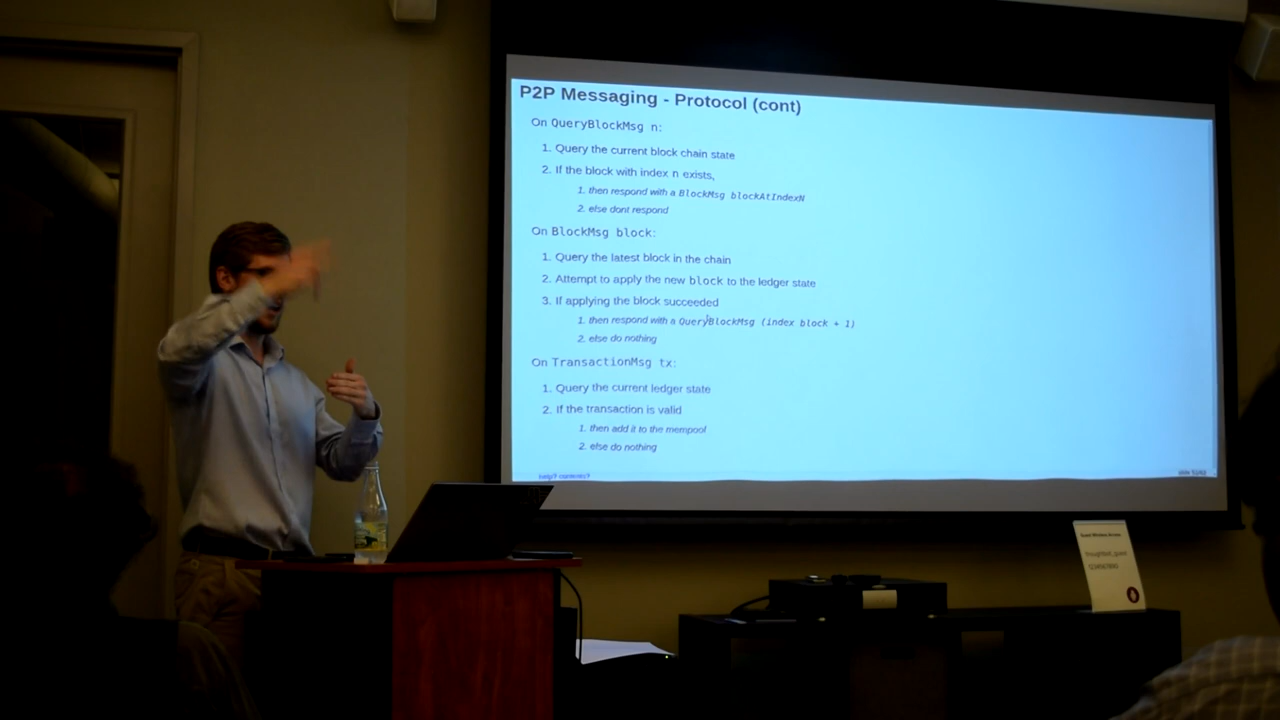 P2P Messaging - Protocol (cont)
On QueryBlockMsg n:
1. Query the current block chain state
2. If the block with index n exists,
1. then respond with a BlockMsg blockAtIndexN
2. else dont respond
On BlockMsg block:
1. Query the latest block in the chain
2. Attempt to apply the new block to the ledger state
3. If applying the block succeeded
1. then respond with a QueryBlockMsg (index block + 1)
2. else do nothing
On TransactionMsg tx:
1. Query the current ledger state
2. If the transaction is valid
1. then add it to the mempool
2. else do nothing
help? contents?
Guest Wireless Access